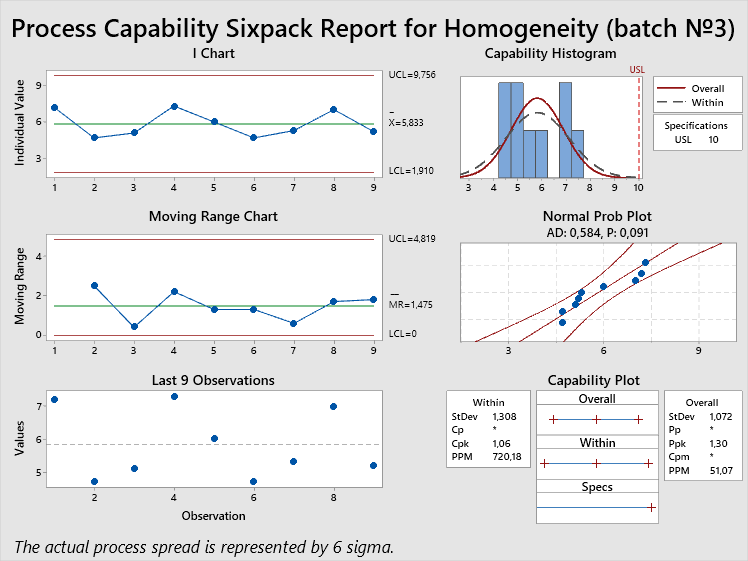 Process Capability Sixpack Report for Homogeneity (batch №3)
I Chart
Individual Value
9
6
3
1 2 3 4 5 6 7 8 9
UCL=9,756
X=5,833
LCL=1,910
Capability Histogram
USL
3 4 5 6 7 8 9 10
Overall
Within
Specifications
USL 10
Moving Range Chart
Moving Range
4
2
0
1 2 3 4 5 6 7 8 9
UCL=4,819
MR=1,475
LCL=0
Normal Prob Plot
AD: 0,584, P: 0,091
3 6 9
Last 9 Observations
Values
7
6
5
2 4 6 8
Observation
Capability Plot
Within
StDev 1,308
Cp *
Cpk 1,06
PPM 720,18
Overall
Within
Specs
Overall
StDev 1,072
Pp *
Ppk 1,30
Cpm *
PPM 51,07
The actual process spread is represented by 6 sigma.